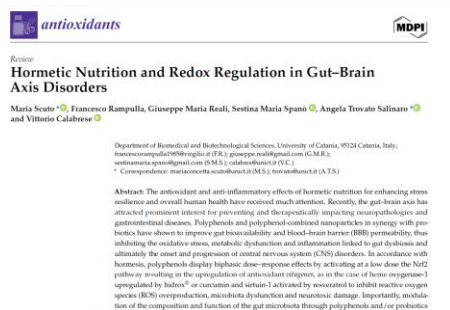 antioxidants
MDPI
Review
Hormetic Nutrition and Redox Regulation in Gut–Brain
Axis Disorders
Maria Scuto *, Francesco Rampulla, Giuseppe Maria Reali, Sestina Maria Spanò, Angela Trovato Salinaro *
and Vittorio Calabrese
Department of Biomedical and Biotechnological Sciences, University of Catania, 95124 Catania, Italy;
francescorampulla1985@virgilio.it (F.R.); giuseppe.reali@gmail.com (G.M.R.);
sestinamaria.spano@gmail.com (S.M.S.); calabres@unict.it (V.C.)
* Correspondence: mariaconcetta.scuto@unict.it (M.S.); trovato@unict.it (A.T.S.)
Abstract: The antioxidant and anti-inflammatory effects of hormetic nutrition for enhancing stress
resilience and overall human health have received much attention. Recently, the gut–brain axis has
attracted prominent interest for preventing and therapeutically impacting neuropathologies and
gastrointestinal diseases. Polyphenols and polyphenol-combined nanoparticles in synergy with pro-
biotics have shown to improve gut bioavailability and blood–brain barrier (BBB) permeability, thus
inhibiting the oxidative stress, metabolic dysfunction and inflammation linked to gut dysbiosis and
ultimately the onset and progression of central nervous system (CNS) disorders. In accordance with
hormesis, polyphenols display biphasic dose–response effects by activating at a low dose the Nrf2
pathway resulting in the upregulation of antioxidant vitagenes, as in the case of heme oxygenase-1
upregulated by hidrox® or curcumin and sirtuin-1 activated by resveratrol to inhibit reactive oxygen
species (ROS) overproduction, microbiota dysfunction and neurotoxic damage. Importantly, modula-
tion of the composition and function of the gut microbiota through polyphenols and/or probiotics